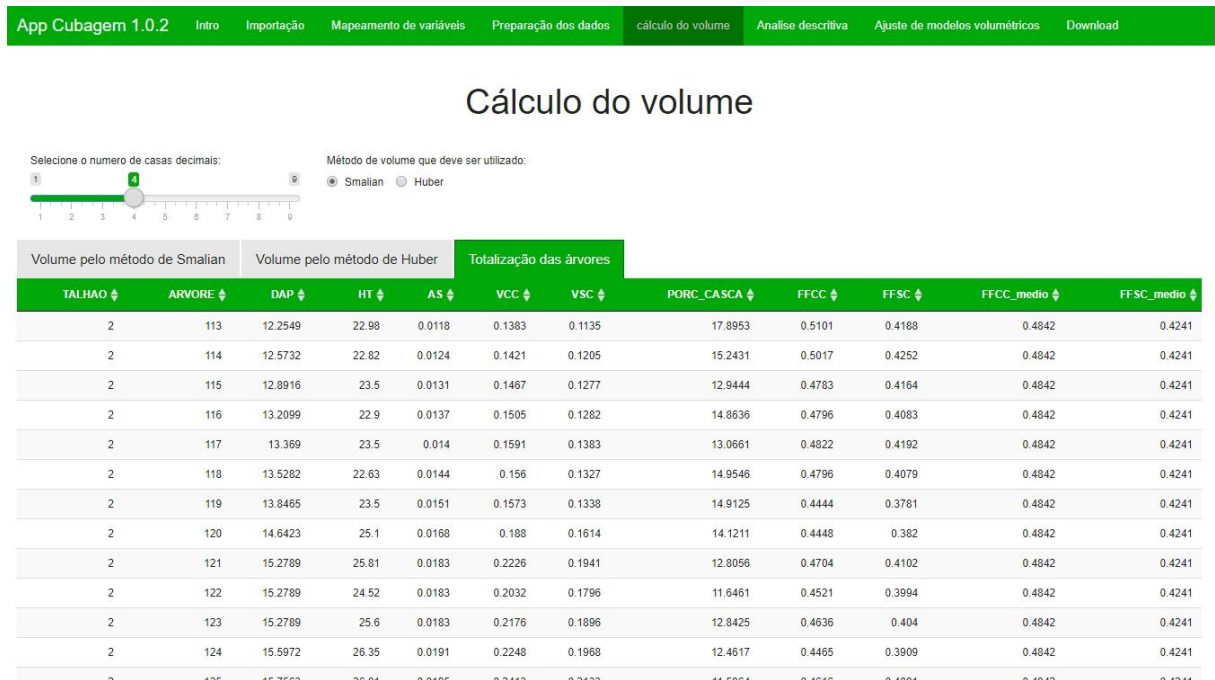 App Cubagem 1.0.2 Intro Importação Mapeamento de variáveis Preparação dos dados cálculo do volume Analise descritiva Ajuste de modelos volumétricos Download
Cálculo do volume
Selecione o numero de casas decimais:
1 4 9
1 2 3 4 5 6 7 8 9
Método de volume que deve ser utilizado:
Smalian Huber
Volume pelo método de Smalian Volume pelo método de Huber Totalização das árvores
TALHAO ARVORE DAP HT AS VCC VSC PORC_CASCA FFCC FFSC FFCC_medio FFSC_medio
2 113 12.2549 22.98 0.0118 0.1383 0.1135 17.8953 0.5101 0.4188 0.4842 0.4241
2 114 12.5732 22.82 0.0124 0.1421 0.1205 15.2431 0.5017 0.4252 0.4842 0.4241
2 115 12.8916 23.5 0.0131 0.1467 0.1277 12.9444 0.4783 0.4164 0.4842 0.4241
2 116 13.2099 22.9 0.0137 0.1505 0.1282 14.8636 0.4796 0.4083 0.4842 0.4241
2 117 13.369 23.5 0.014 0.1591 0.1383 13.0661 0.4822 0.4192 0.4842 0.4241
2 118 13.5282 22.63 0.0144 0.156 0.1327 14.9546 0.4796 0.4079 0.4842 0.4241
2 119 13.8465 23.5 0.0151 0.1573 0.1338 14.9125 0.4444 0.3781 0.4842 0.4241
2 120 14.6423 25.1 0.0168 0.188 0.1614 14.1211 0.4448 0.382 0.4842 0.4241
2 121 15.2789 25.81 0.0183 0.2226 0.1941 12.8056 0.4704 0.4102 0.4842 0.4241
2 122 15.2789 24.52 0.0183 0.2032 0.1796 11.6461 0.4521 0.3994 0.4842 0.4241
2 123 15.2789 25.6 0.0183 0.2176 0.1896 12.8425 0.4636 0.404 0.4842 0.4241
2 124 15.5972 26.35 0.0191 0.2248 0.1968 12.4617 0.4465 0.3909 0.4842 0.4241